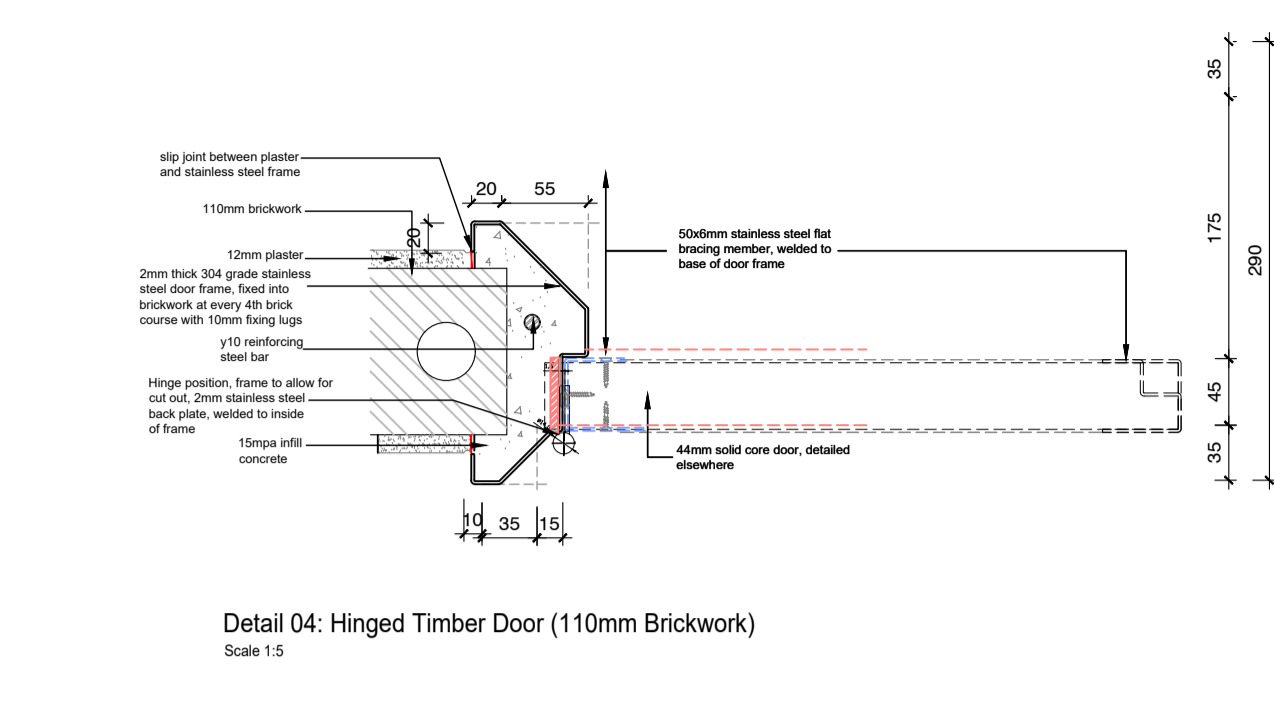 slip joint between plaster
and stainless steel frame
110mm brickwork
12mm plaster
2mm thick 304 grade stainless
steel door frame, fixed into
brickwork at every 4th brick
course with 10mm fixing lugs
y10 reinforcing
steel bar
Hinge position, frame to allow for
cut out, 2mm stainless steel
back plate, welded to inside
of frame
15mpa infill
concrete
20
55
20
50x6mm stainless steel flat
bracing member, welded to
base of door frame
44mm solid core door, detailed
elsewhere
10
35
15
35
175
290
45
35
Detail 04: Hinged Timber Door (110mm Brickwork)
Scale 1:5